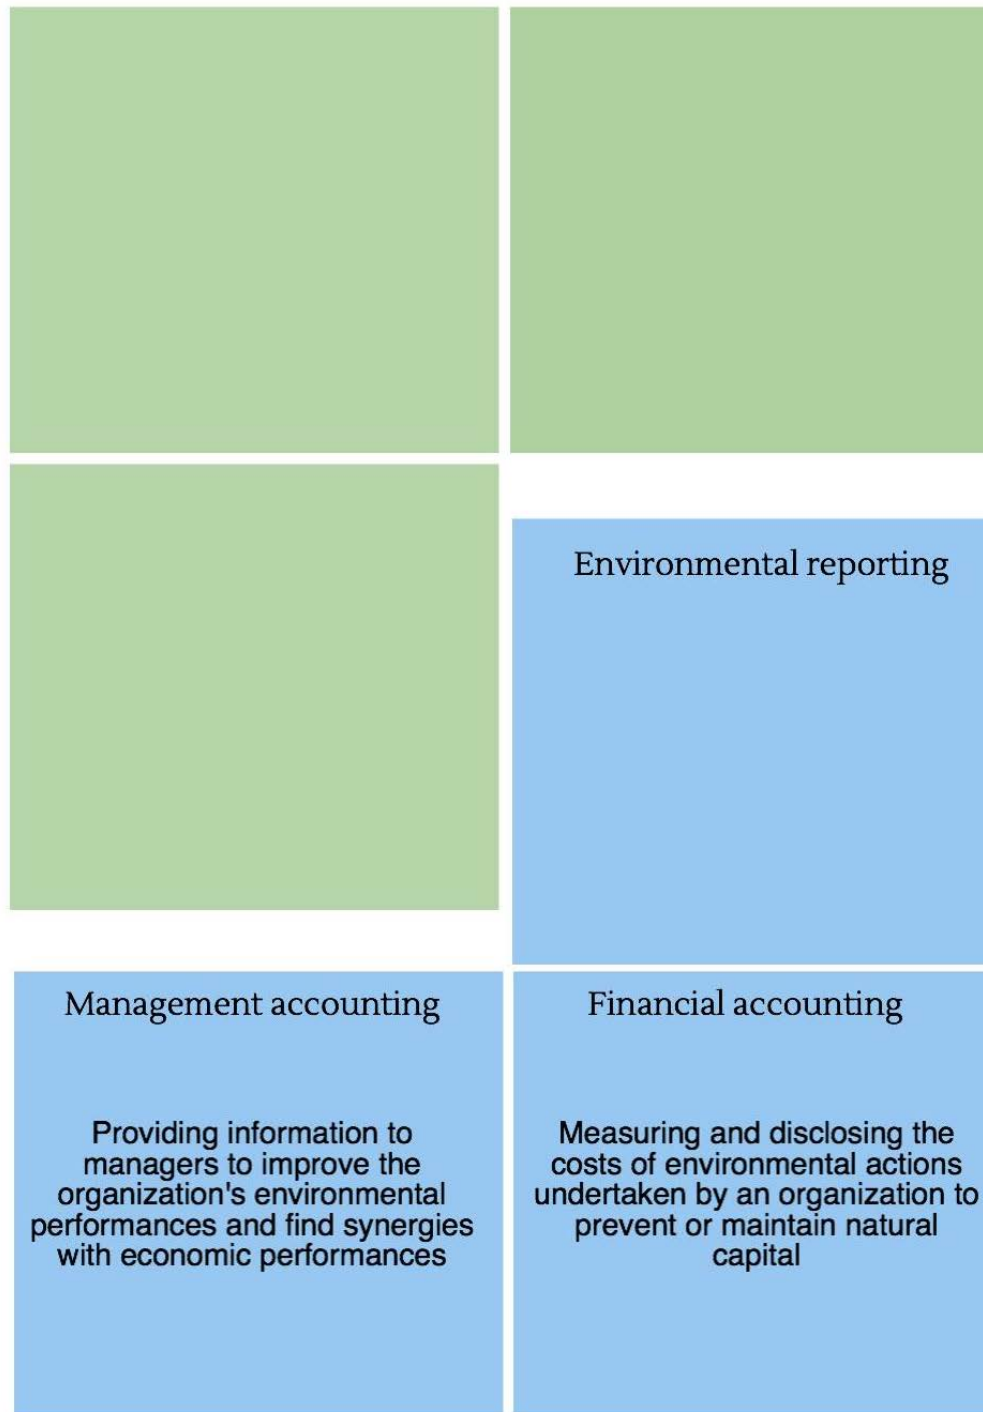 Environmental reporting
Management accounting
Providing information to
managers to improve the
organization's environmental
performances and find synergies
with economic performances
Financial accounting
Measuring and disclosing the
costs of environmental actions
undertaken by an organization to
prevent or maintain natural
capital